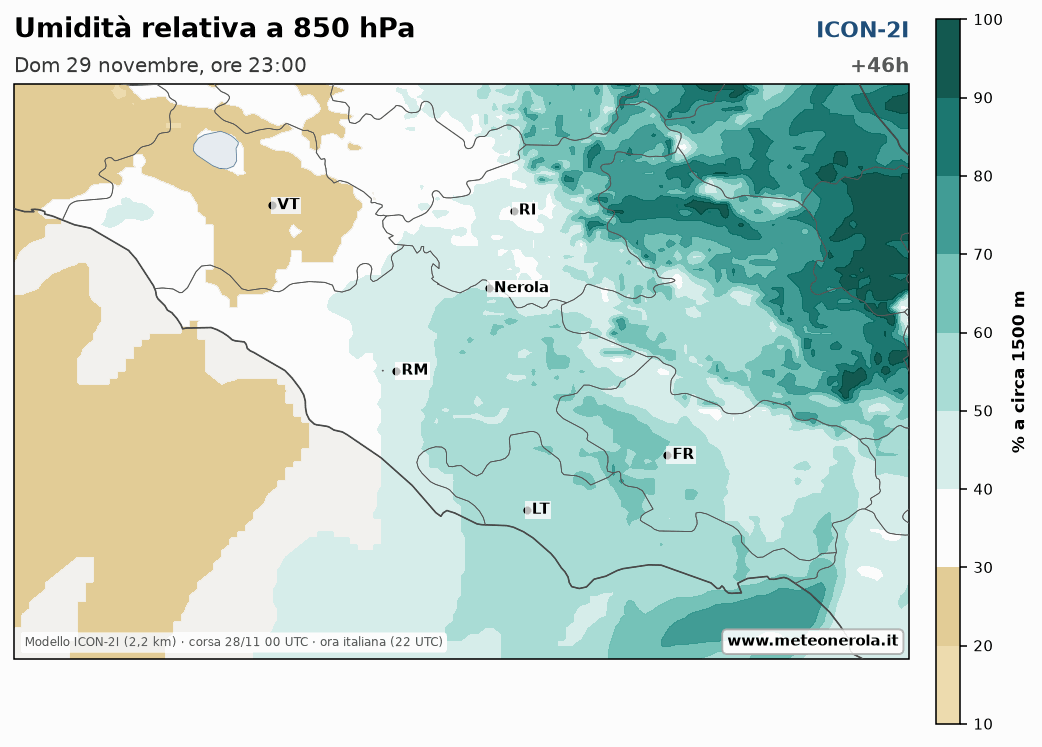 Umidità relativa a 850 hPa
ICON-2I
Dom 29 novembre, ore 23:00
+46h
VT
RI
Nerola
RM
FR
LT
Modello ICON-2I (2,2 km) · corsa 28/11 00 UTC · ora italiana (22 UTC)
www.meteonerola.it
100
90
80
70
60
50
40
30
20
10
% a circa 1500 m